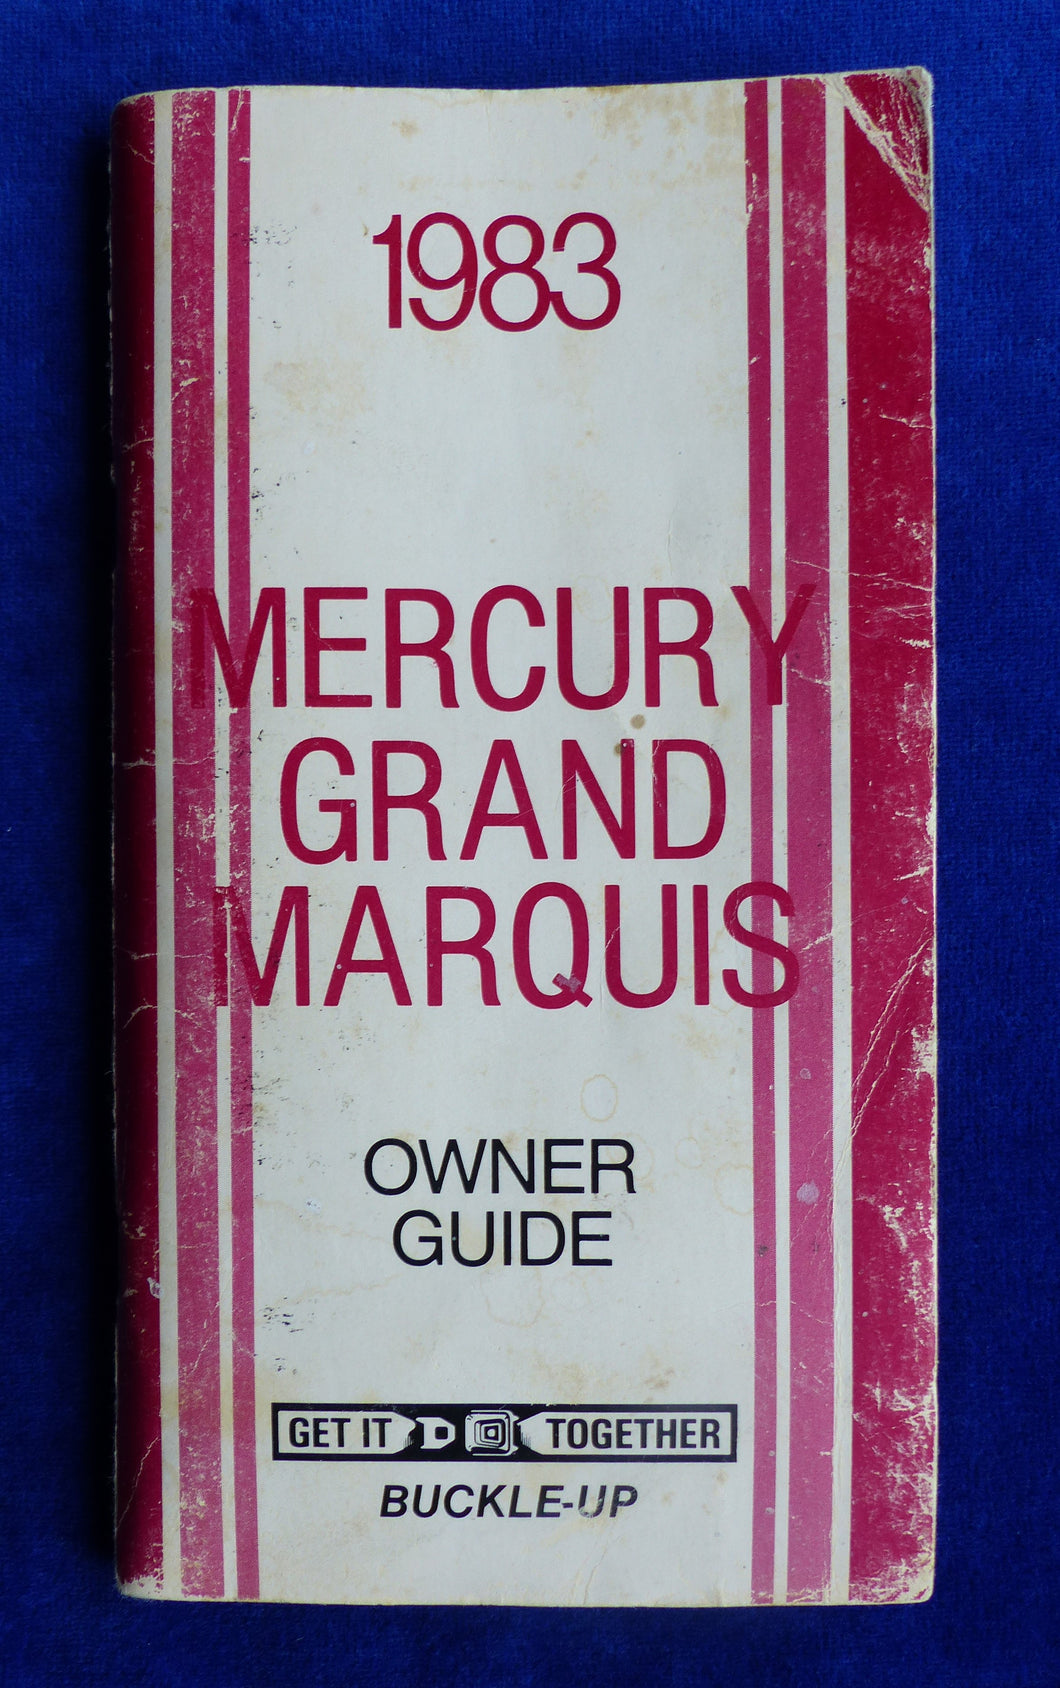 1983
MERCURY
GRAND
MARQUIS
OWNER
GUIDE
GET IT TOGETHER
BUCKLE-UP